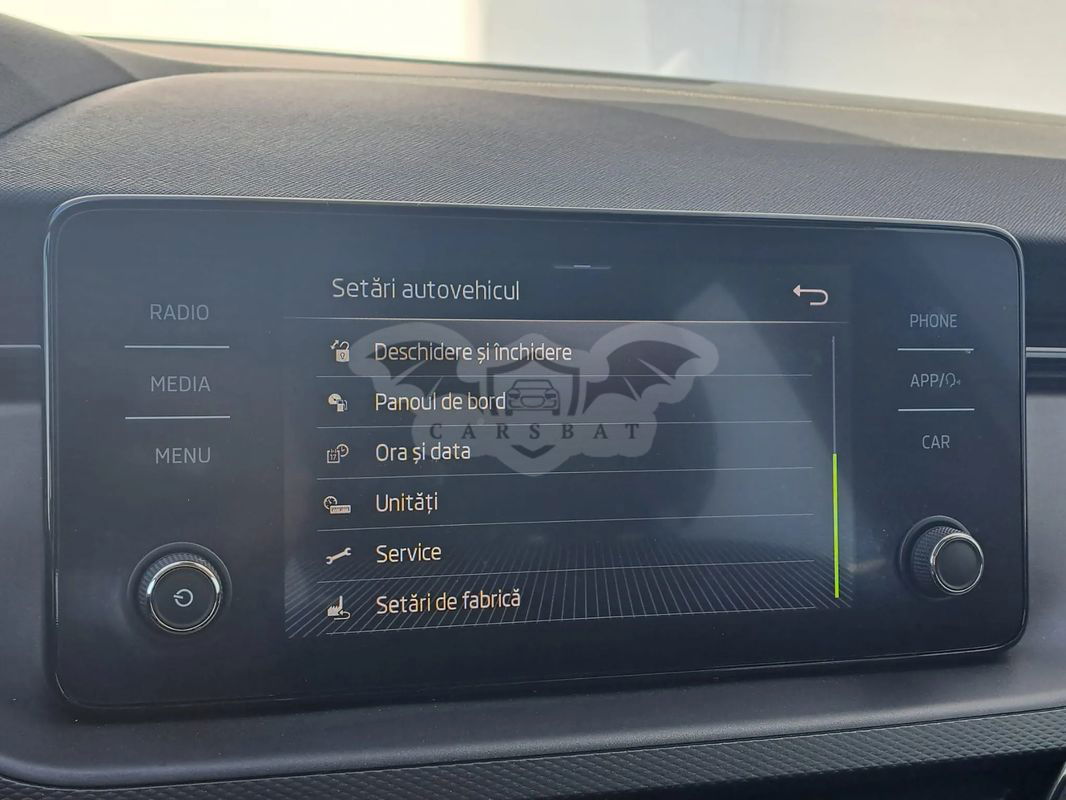 Setări autovehicul
RADIO
MEDIA
MENU
Deschidere și închidere
Panoul de bord
CARSBAT
Ora și data
17
Unități
Service
Setări de fabrică
PHONE
APP/
CAR